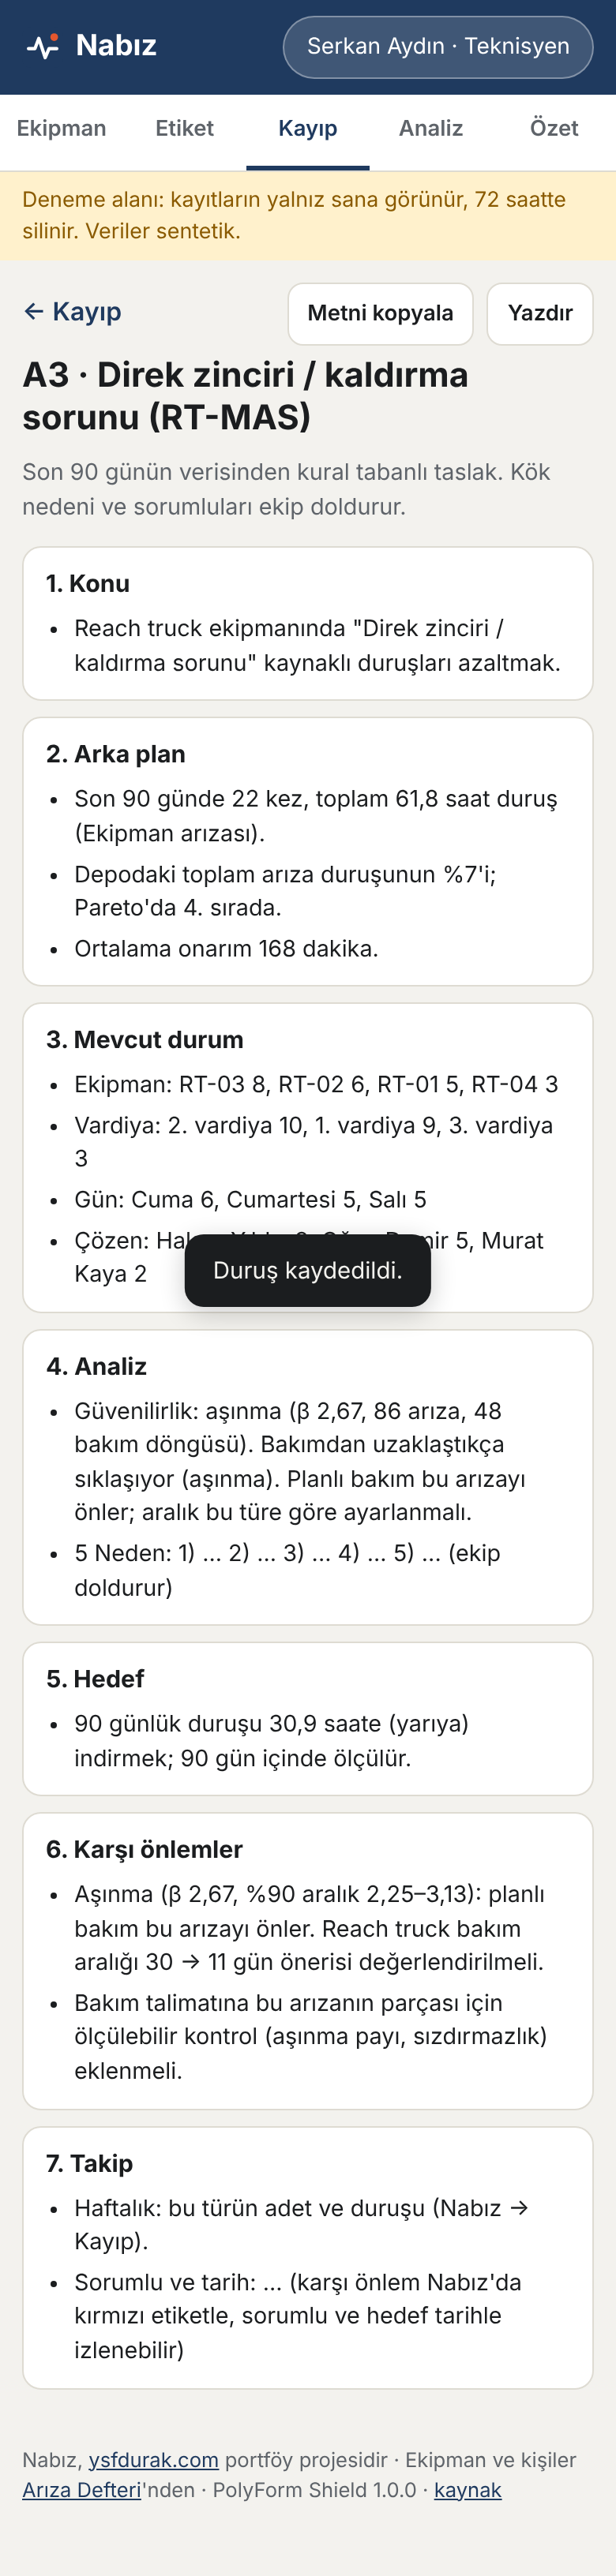 Nabız
Serkan Aydın · Teknisyen
Ekipman Etiket Kayıp Analiz Özet
Deneme alanı: kayıtların yalnız sana görünür, 72 saatte
silinir. Veriler sentetik.
← Kayıp
Metni kopyala
Yazdır
A3 · Direk zinciri / kaldırma
sorunu (RT-MAS)
Son 90 günün verisinden kural tabanlı taslak. Kök
nedeni ve sorumluları ekip doldurur.
1. Konu
• Reach truck ekipmanında "Direk zinciri /
kaldırma sorunu" kaynaklı duruşları azaltmak.
2. Arka plan
• Son 90 günde 22 kez, toplam 61,8 saat duruş
(Ekipman arızası).
• Depodaki toplam arıza duruşunun %7'i;
Pareto'da 4. sırada.
• Ortalama onarım 168 dakika.
3. Mevcut durum
• Ekipman: RT-03 8, RT-02 6, RT-01 5, RT-04 3
• Vardiya: 2. vardiya 10, 1. vardiya 9, 3. vardiya
3
• Gün: Cuma 6, Cumartesi 5, Salı 5
• Çözen: 5, Murat
Kaya 2
Duruş kaydedildi.
4. Analiz
• Güvenilirlik: aşınma (β 2,67, 86 arıza, 48
bakım döngüsü). Bakımdan uzaklaştıkça
sıklaşıyor (aşınma). Planlı bakım bu arızayı
önler; aralık bu türe göre ayarlanmalı.
• 5 Neden: 1) … 2) … 3) … 4) … 5) … (ekip
doldurur)
5. Hedef
• 90 günlük duruşu 30,9 saate (yarıya)
indirmek; 90 gün içinde ölçülür.
6. Karşı önlemler
• Aşınma (β 2,67, %90 aralık 2,25–3,13): planlı
bakım bu arızayı önler. Reach truck bakım
aralığı 30 → 11 gün önerisi değerlendirilmeli.
• Bakım talimatına bu arızanın parçası için
ölçülebilir kontrol (aşınma payı, sızdırmazlık)
eklenmeli.
7. Takip
• Haftalık: bu türün adet ve duruşu (Nabız →
Kayıp).
• Sorumlu ve tarih: … (karşı önlem Nabız'da
kırmızı etiketle, sorumlu ve hedef tarihle
izlenebilir)
Nabız, ysfdurak.com portföy projesidir · Ekipman ve kişiler
Arıza Defteri'nden · PolyForm Shield 1.0.0 · kaynak